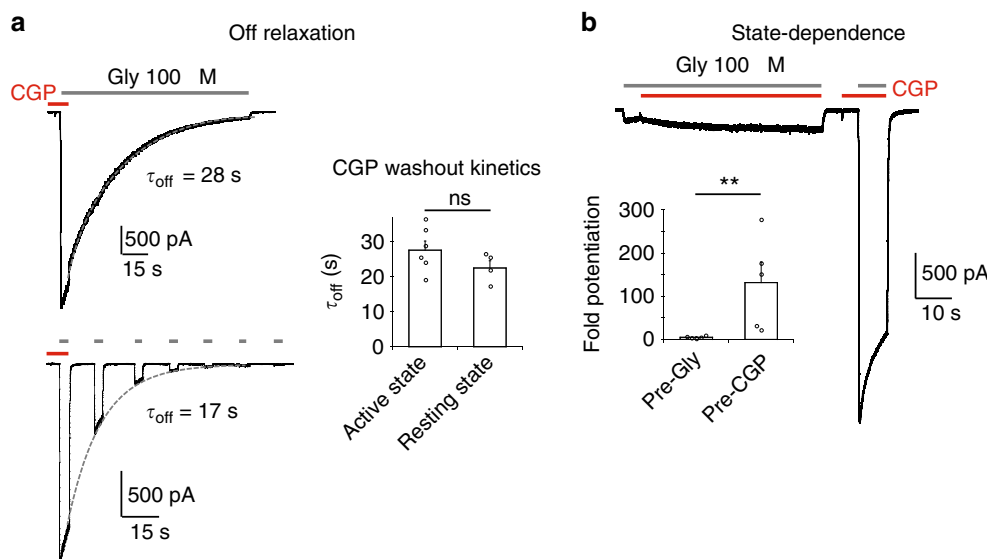 a
Off relaxation
Gly 100 M
CGP
τoff = 28 s
500 pA
15 s
τoff = 17 s
500 pA
15 s
CGP washout kinetics
ns
τoff (s)
30
20
10
0
Active state
Resting state
b
State-dependence
Gly 100 M
CGP
**
Fold potentiation
300
200
100
0
Pre-Gly
Pre-CGP
500 pA
10 s